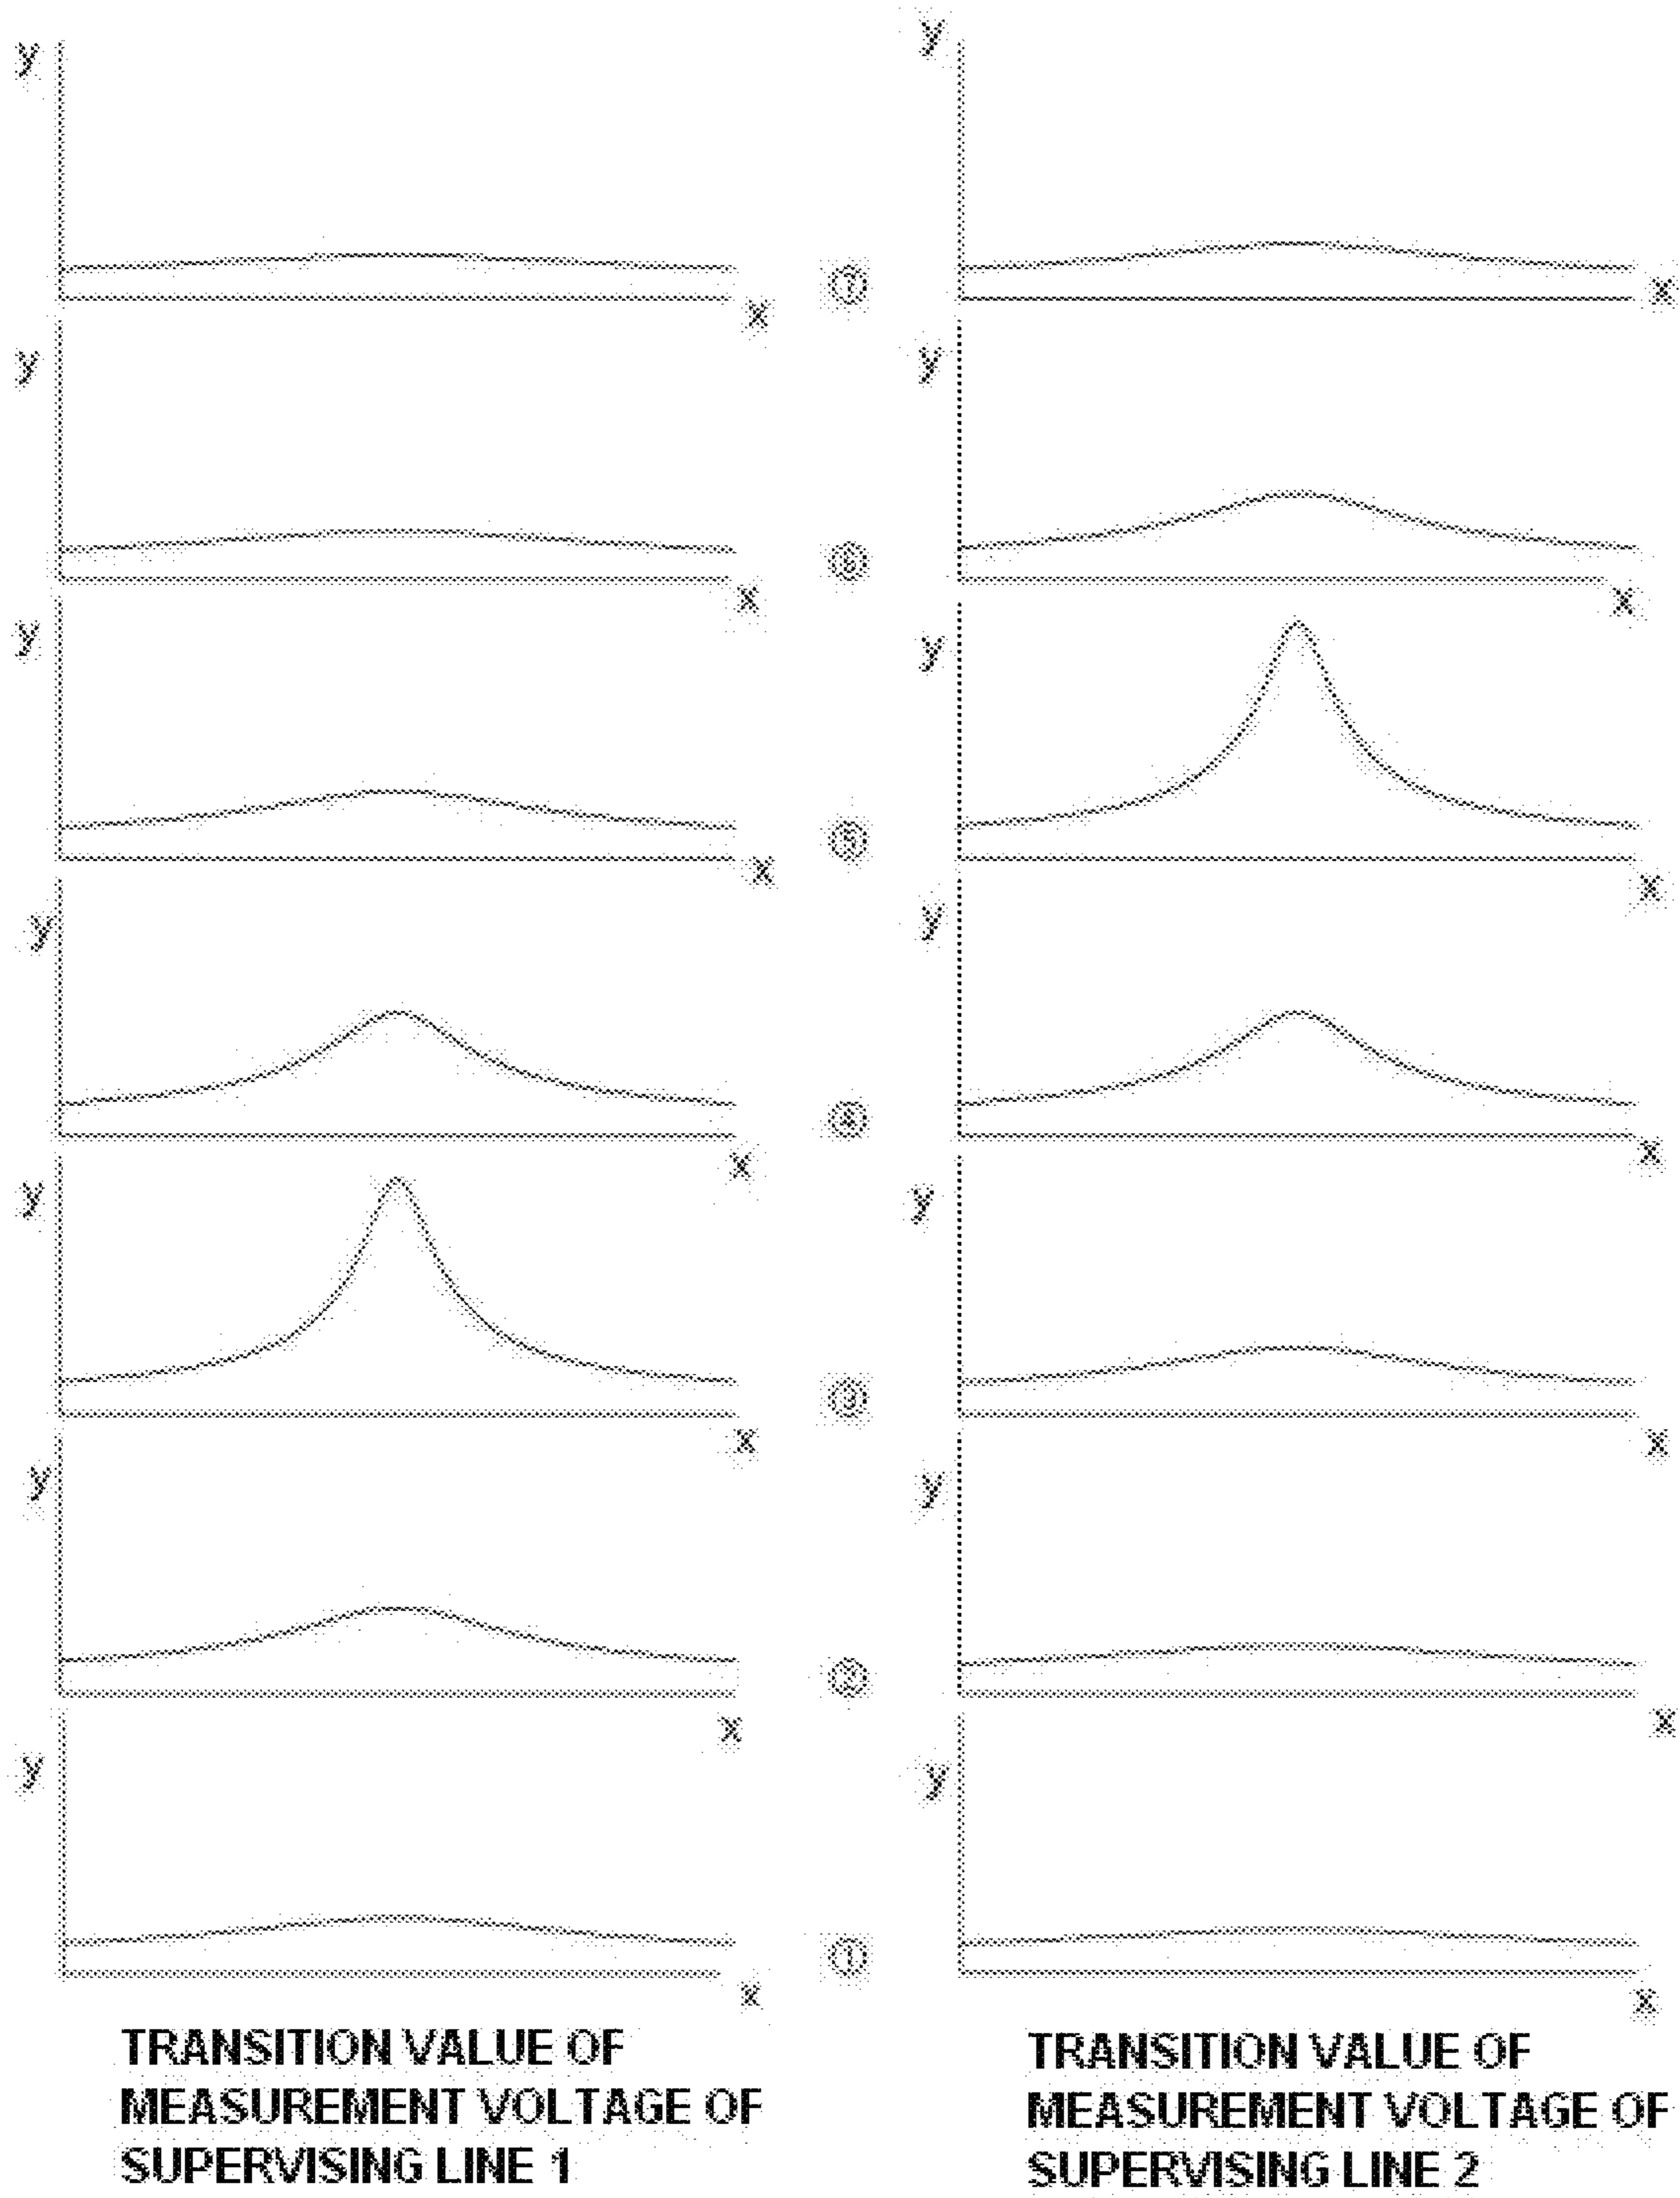 y
y
x
⑦
x
y
y
x
⑥
x
y
y
x
⑤
x
y
y
x
④
x
y
y
x
③
x
y
y
x
②
x
y
y
x
①
x
TRANSITION VALUE OF
MEASUREMENT VOLTAGE OF
SUPERVISING LINE 1
TRANSITION VALUE OF
MEASUREMENT VOLTAGE OF
SUPERVISING LINE 2